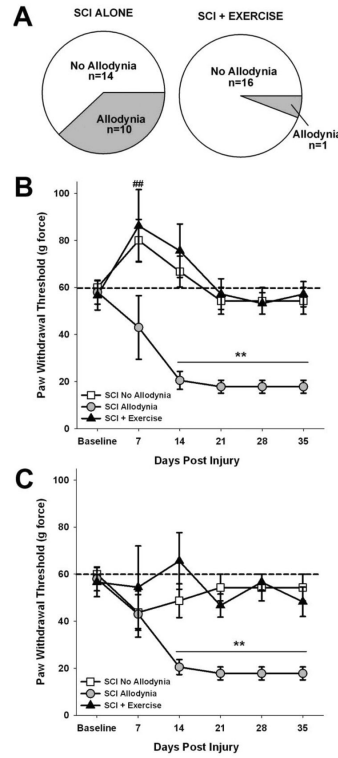 A
SCI ALONE
SCI + EXERCISE
No Allodynia
n=14
Allodynia
n=10
No Allodynia
n=16
Allodynia
n=1
B
Paw Withdrawal Threshold (g force)
100
80
60
40
20
0
##
**
SCI No Allodynia
SCI Allodynia
SCI + Exercise
Baseline 7 14 21 28 35
Days Post Injury
C
Paw Withdrawal Threshold (g force)
100
80
60
40
20
0
**
SCI No Allodynia
SCI Allodynia
SCI + Exercise
Baseline 7 14 21 28 35
Days Post Injury